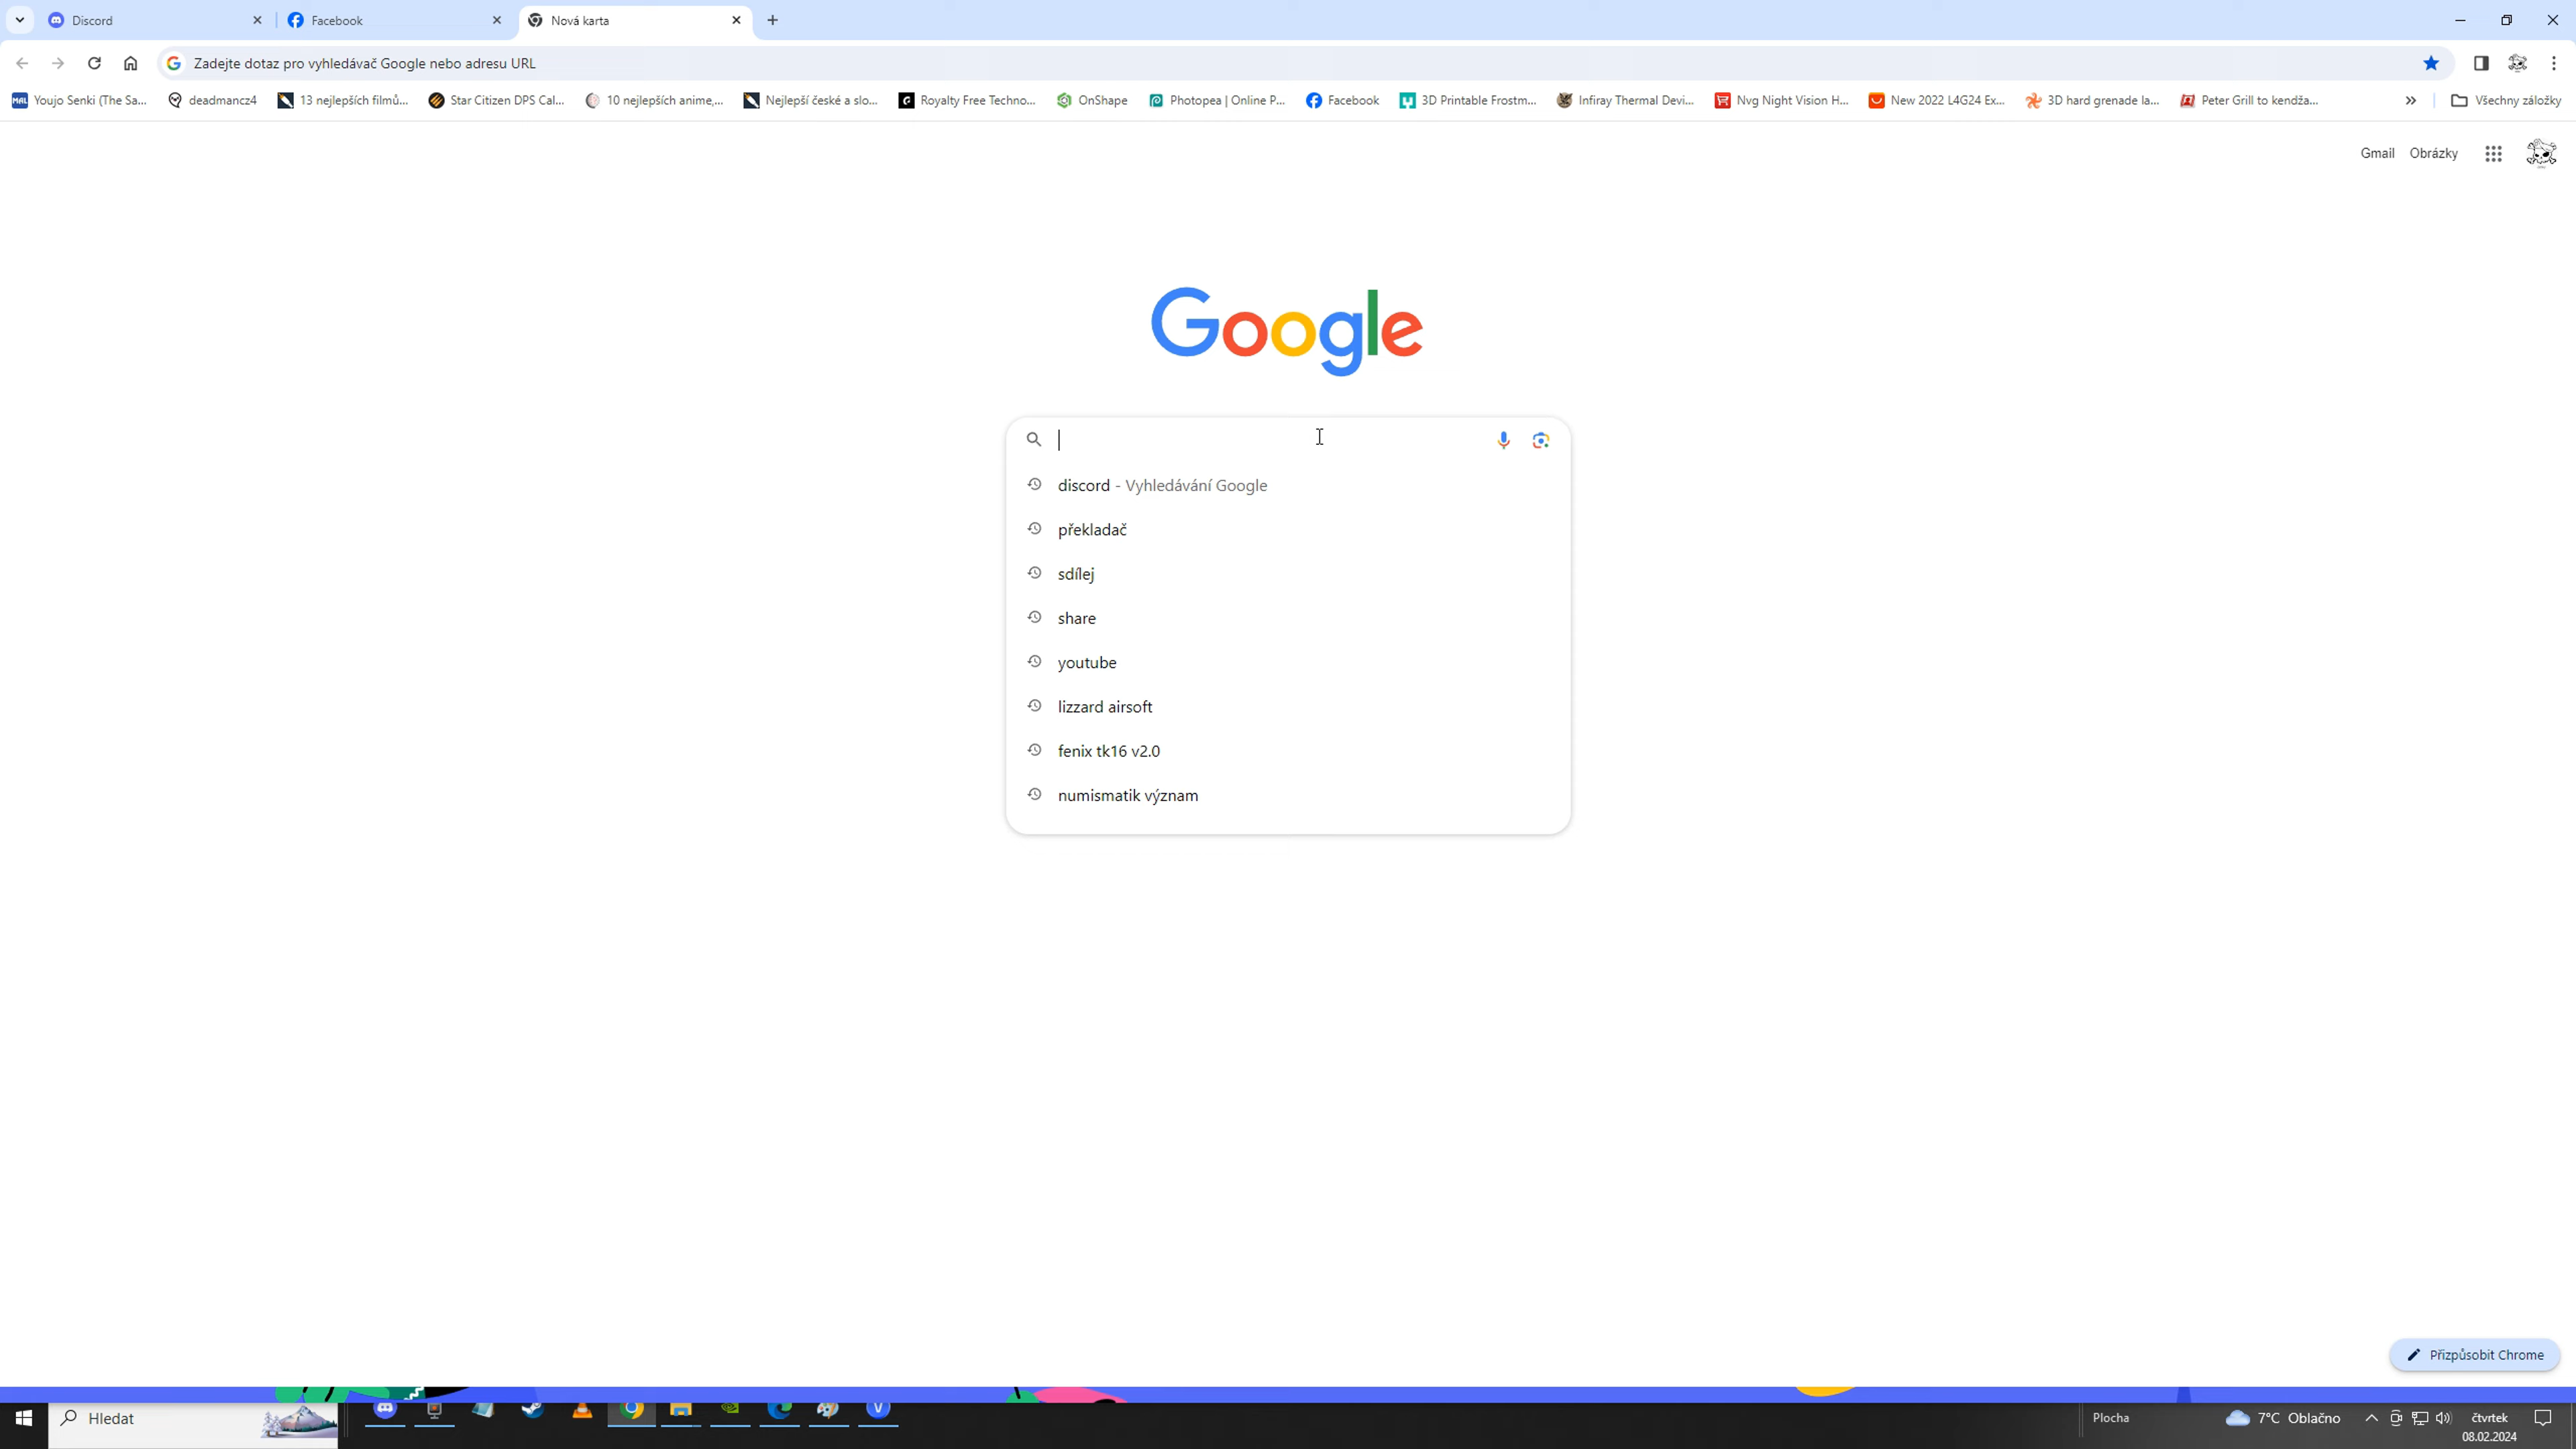 Discord
Facebook
Nová karta
Zadejte dotaz pro vyhledávač Google nebo adresu URL
MAL Youjo Senki (The Sa...
deadmancz4
13 nejlepších filmů...
Star Citizen DPS Cal...
10 nejlepších anime,...
Nejlepší české a slo...
Royalty Free Techno...
OnShape
Photopea | Online P...
Facebook
3D Printable Frostm...
Infiray Thermal Devi...
Nvg Night Vision H...
New 2022 L4G24 Ex...
3D hard grenade la...
Peter Grill to kendža...
»
Všechny záložky
Gmail
Obrázky
Google
discord - Vyhledávání Google
překladač
sdílej
share
youtube
lizzard airsoft
fenix tk16 v2.0
numismatik význam
Přizpůsobit Chrome
Hledat
Plocha
7°C Oblačno
čtvrtek
08.02.2024